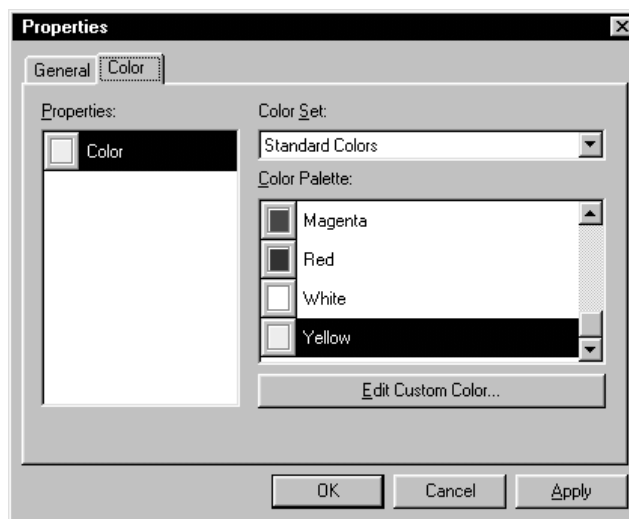 Properties
General
Color
Properties:
Color
Color Set:
Standard Colors
Color Palette:
Magenta
Red
White
Yellow
Edit Custom Color...
OK
Cancel
Apply